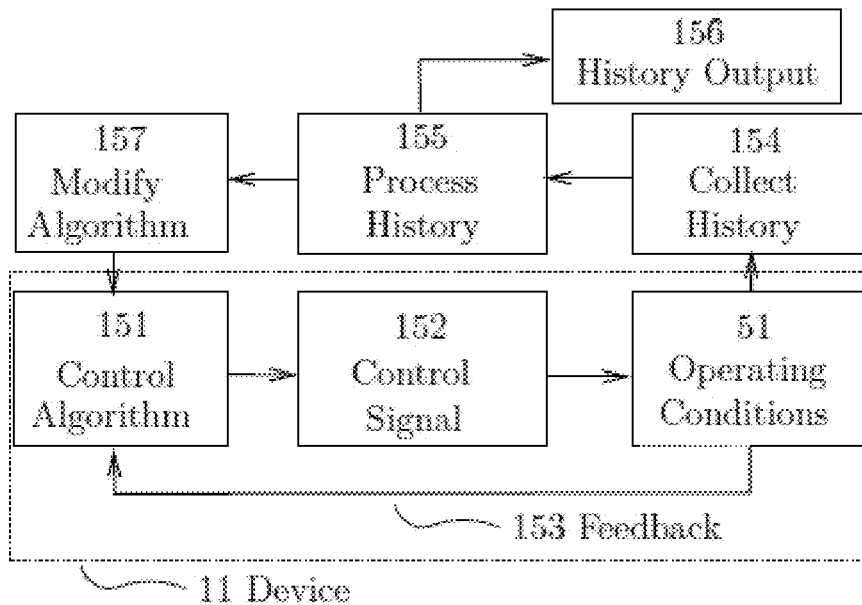 156
History Output
157
Modify
Algorithm
155
Process
History
154
Collect
History
151
Control
Algorithm
152
Control
Signal
51
Operating
Conditions
153 Feedback
11 Device